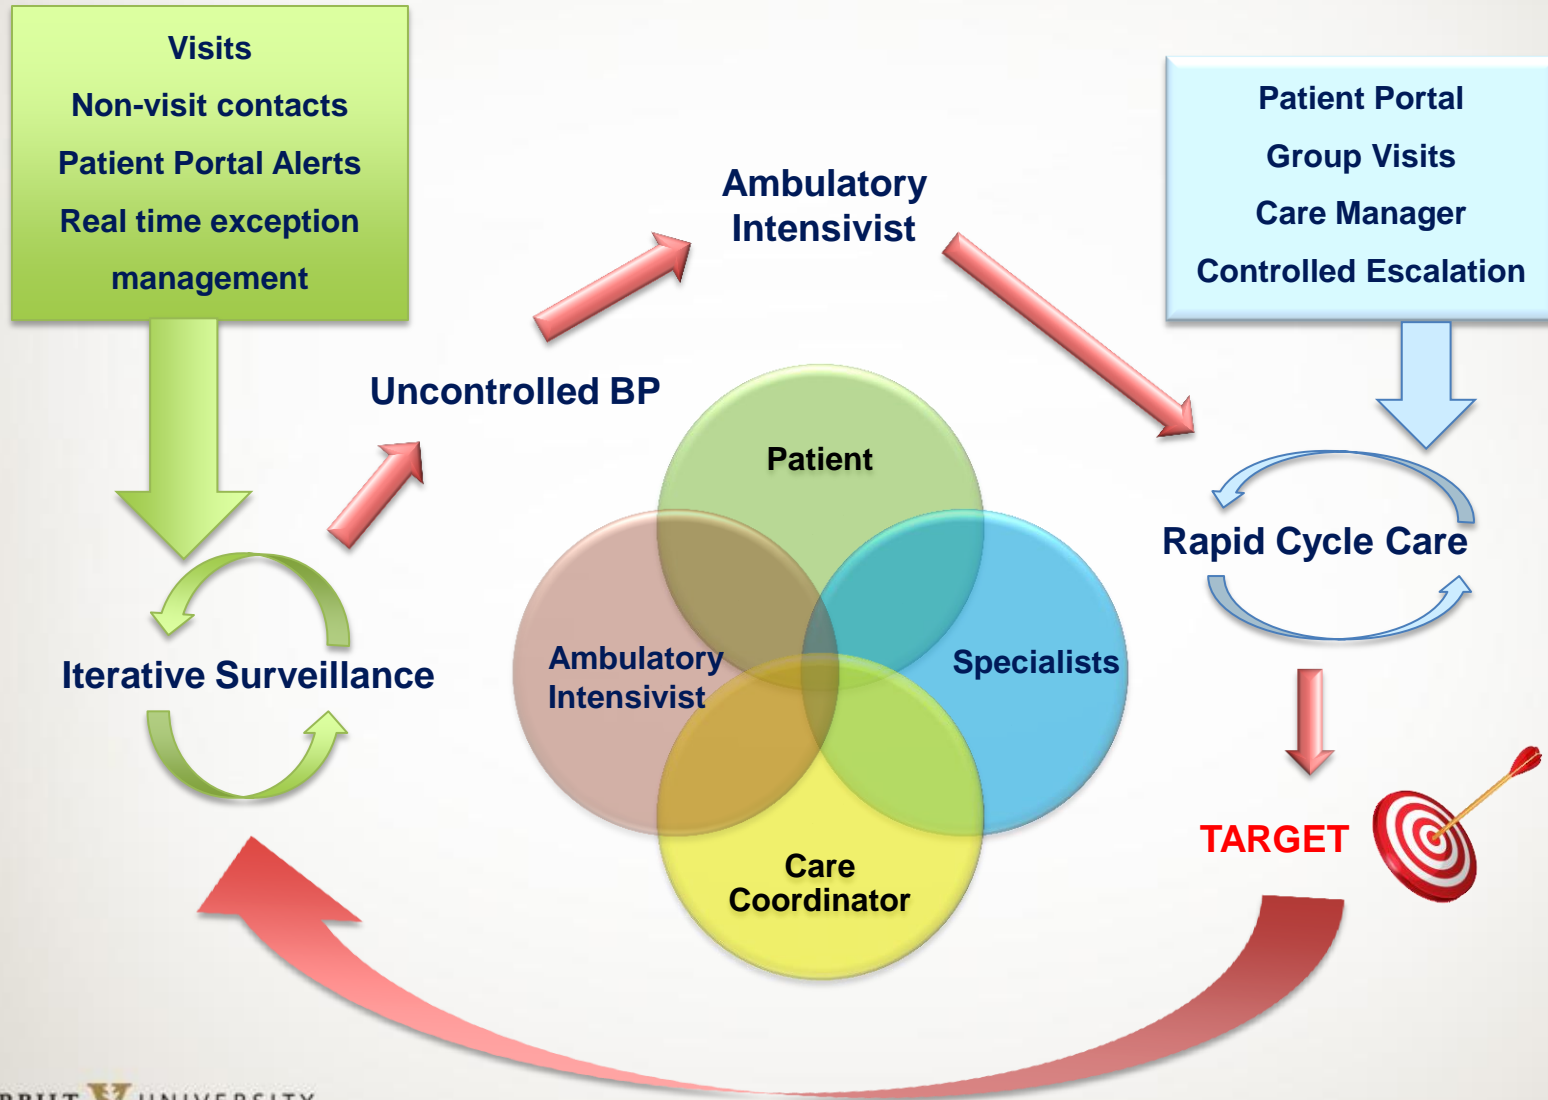 Visits
Non-visit contacts
Patient Portal Alerts
Real time exception
management
Patient Portal
Group Visits
Care Manager
Controlled Escalation
Ambulatory
Intensivist
Uncontrolled BP
Patient
Rapid Cycle Care
Iterative Surveillance
Ambulatory
Intensivist
Specialists
TARGET
Care
Coordinator
UNIVERSITY